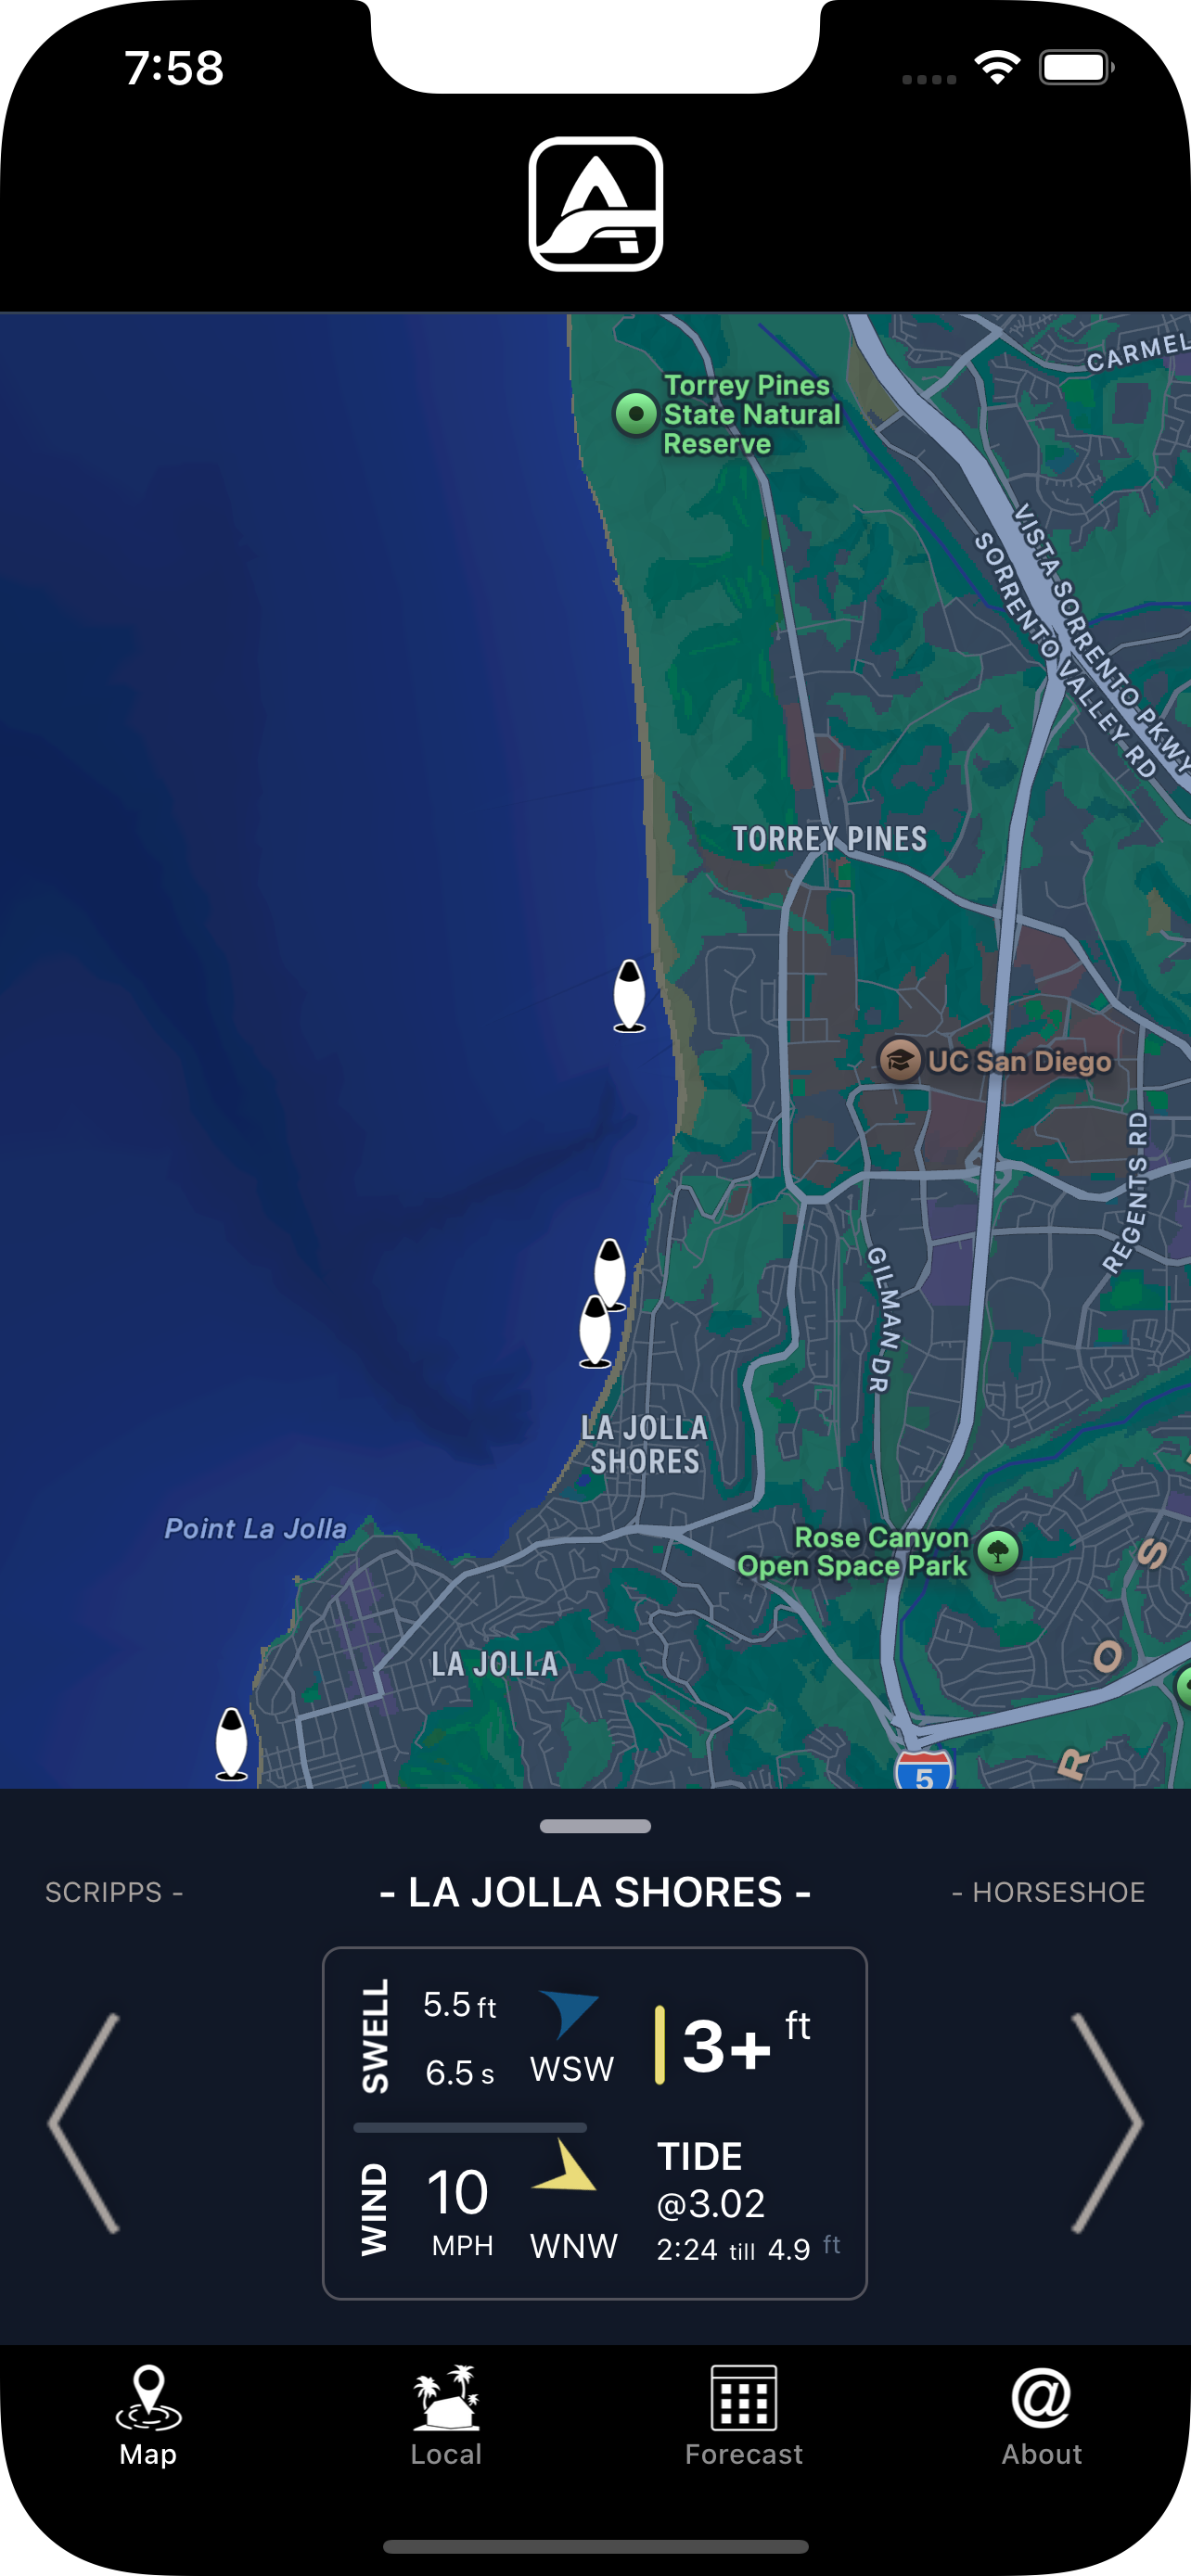 7:58
CARMEL
Torrey Pines
State Natural
Reserve
VISTA SORRENTO PKWY
SORRENTO VALLEY RD
TORREY PINES
UC San Diego
REGENTS RD
GILMAN DR
LA JOLLA
SHORES
Point La Jolla
Rose Canyon
Open Space Park
S
O
R
LA JOLLA
5
SCRIPPS -
- LA JOLLA SHORES -
- HORSESHOE
SWELL
5.5 ft
6.5 s
WSW
3+ ft
WIND
10
MPH
WNW
TIDE
@3.02
2:24 till 4.9 ft
Map
Local
Forecast
@
About